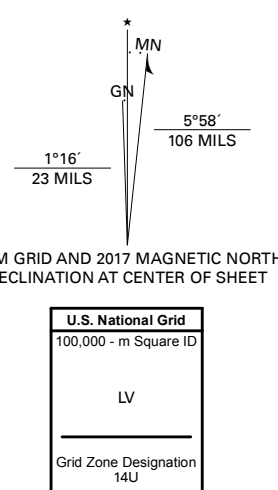 ★
MN
GN
5°58´
106 MILS
1°16´
23 MILS
M GRID AND 2017 MAGNETIC NORTH
ECLINATION AT CENTER OF SHEET
U.S. National Grid
100,000 - m Square ID
LV
Grid Zone Designation
14U